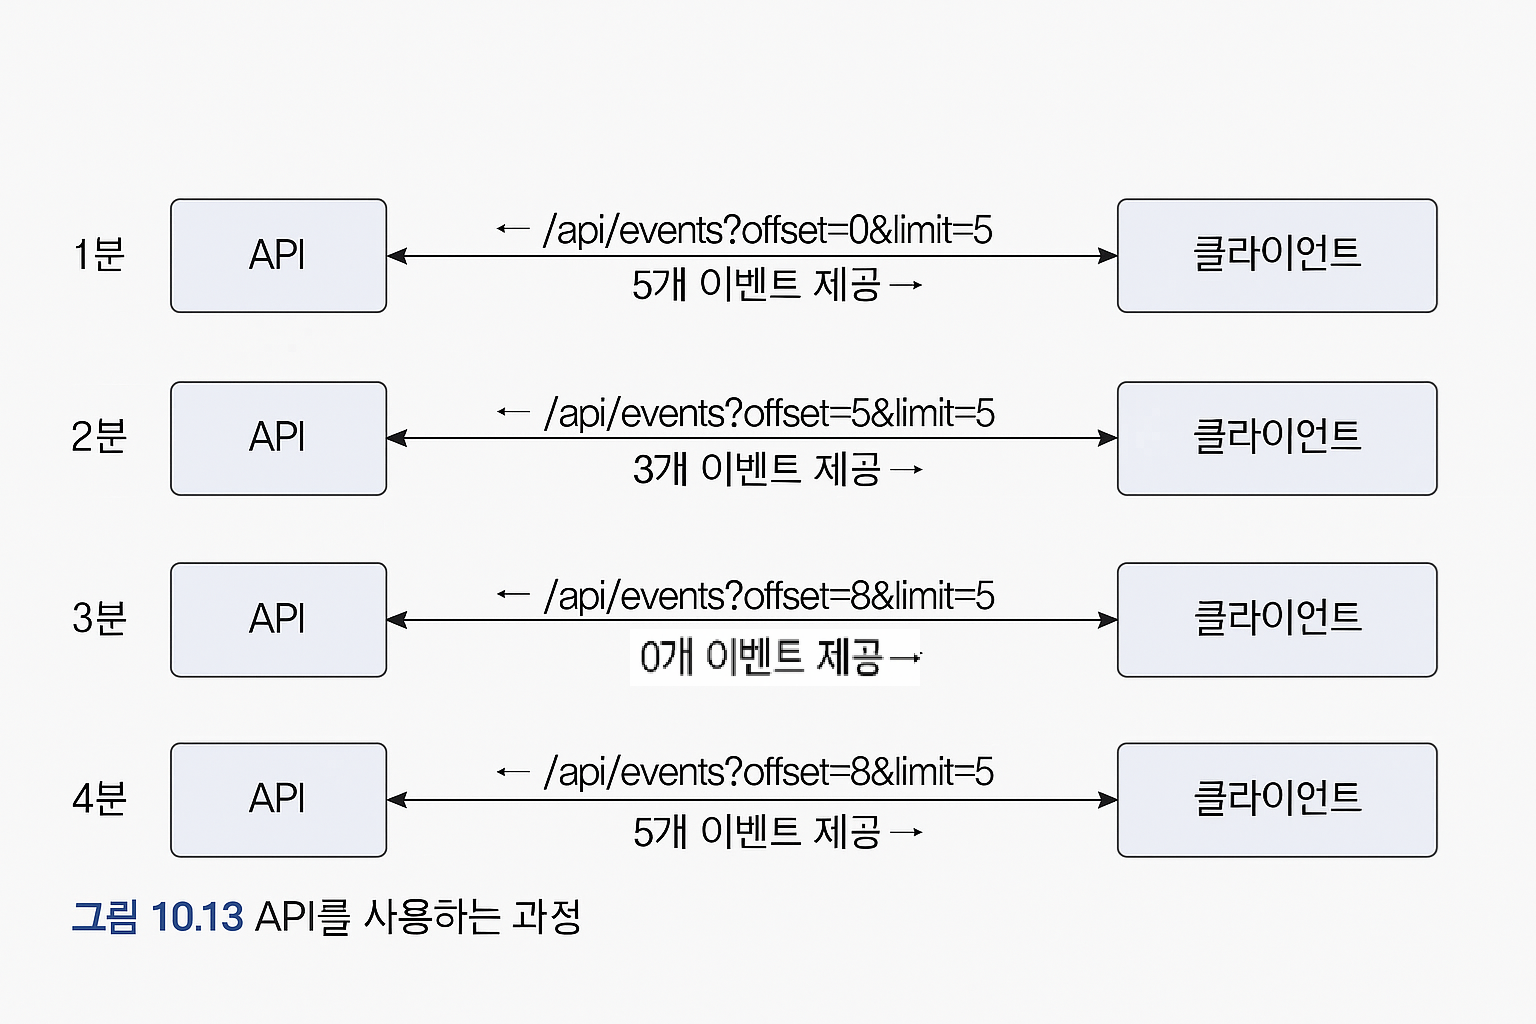 ← /api/events?offset=0&limit=5
1분 API 클라이언트
5개 이벤트 제공 →
← /api/events?offset=5&limit=5
2분 API 클라이언트
3개 이벤트 제공 →
← /api/events?offset=8&limit=5
3분 API 클라이언트
0개 이벤트 제공 →
← /api/events?offset=8&limit=5
4분 API 클라이언트
5개 이벤트 제공 →
그림 10.13 API를 사용하는 과정